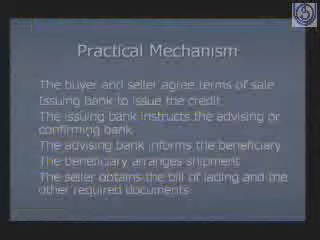 Practical Mechanism
The buyer and seller agree terms of sale
Issuing bank to issue the credit
The issuing bank instructs the advising or
confirming bank
The advising bank informs the beneficiary
The beneficiary arranges shipment
The seller obtains the bill of lading and the
other required documents